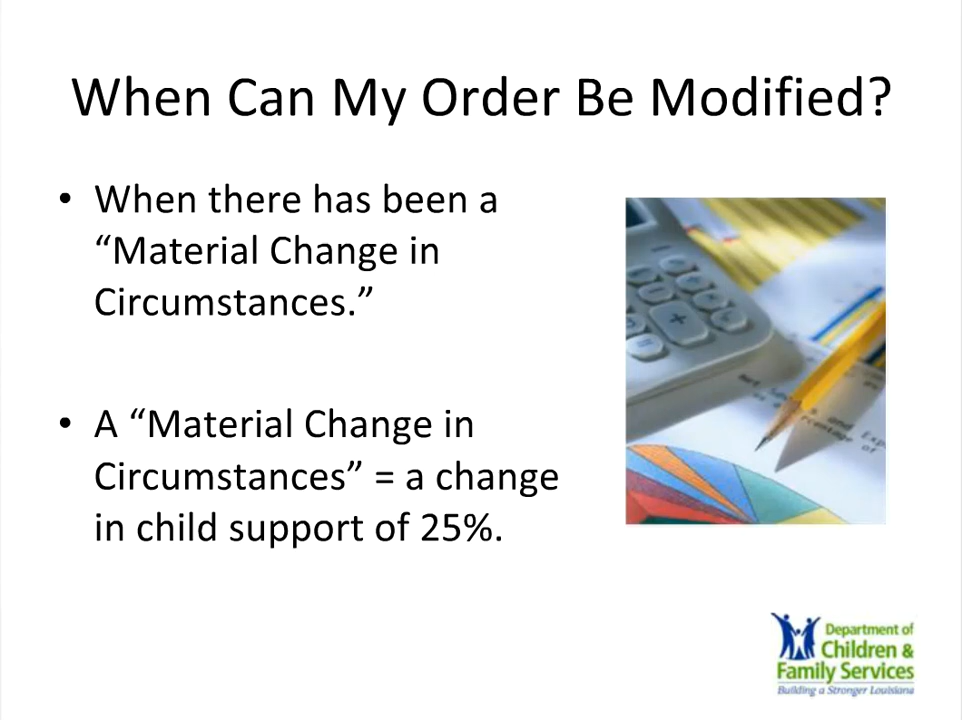 When Can My Order Be Modified?
• When there has been a
“Material Change in
Circumstances.”
• A “Material Change in
Circumstances” = a change
in child support of 25%.
Department of
Children &
Family Services
Building a Stronger Louisiana